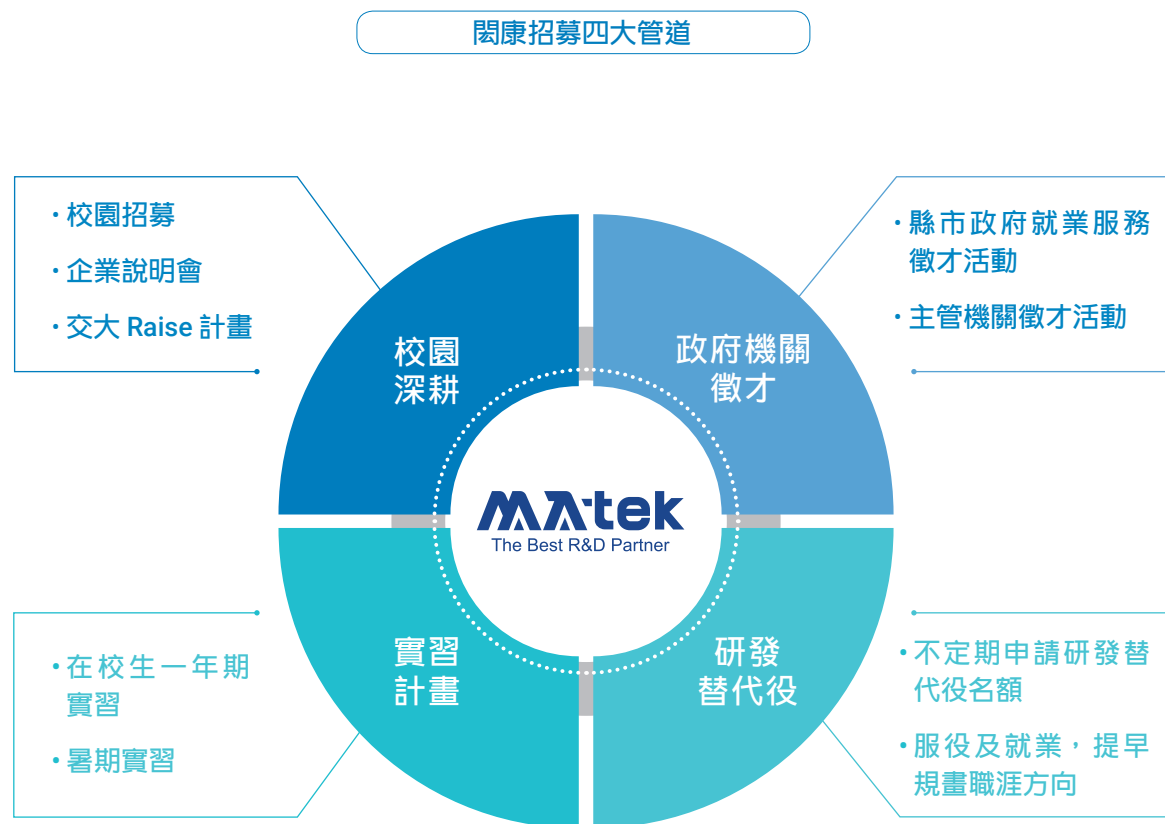 閎康招募四大管道
• 校園招募
• 企業說明會
• 交大 Raise 計畫
• 縣市政府就業服務
徵才活動
• 主管機關徵才活動
校園
深耕
政府機關
徵才
MA-tek
The Best R&D Partner
實習
計畫
研發
替代役
• 在校生一年期
實習
• 暑期實習
• 不定期申請研發替
代役名額
• 服役及就業，提早
規畫職涯方向